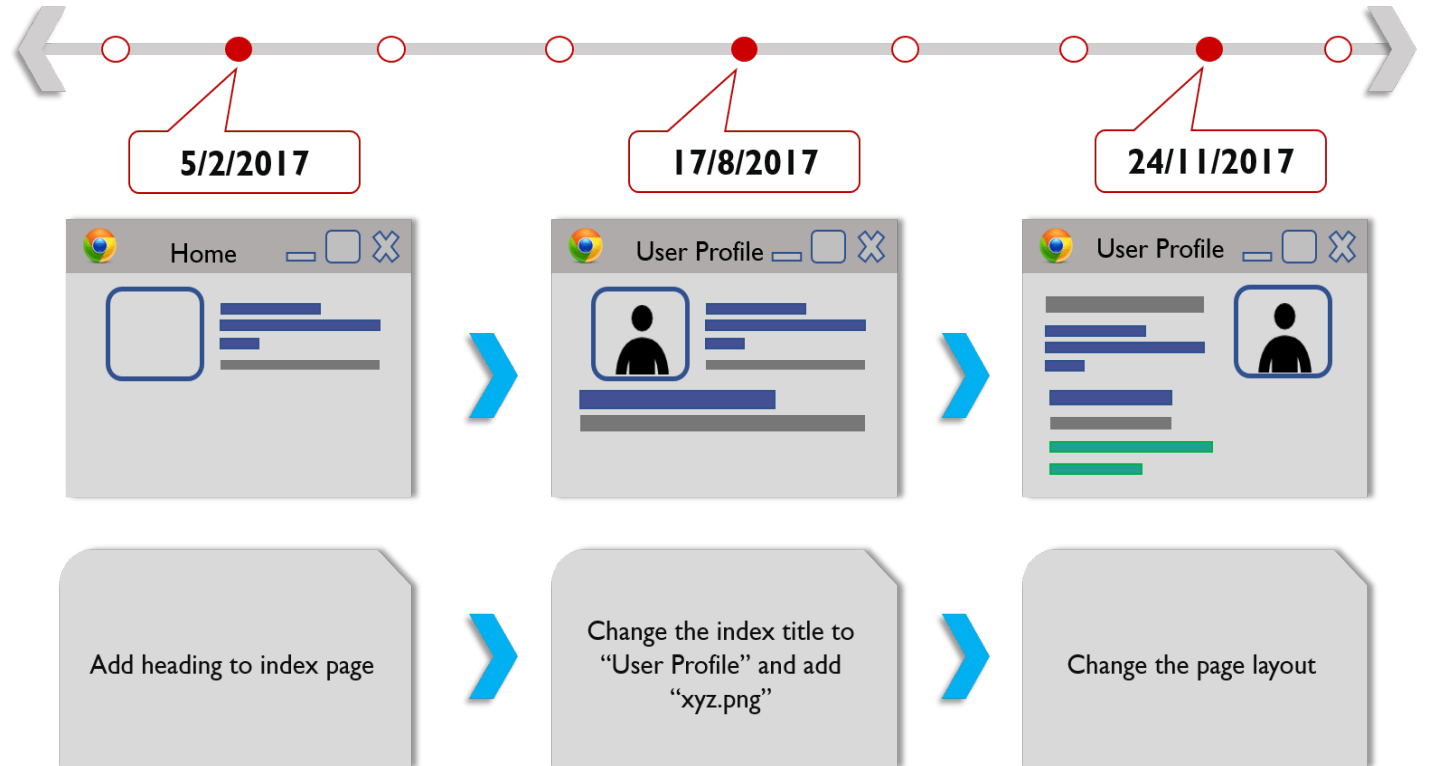 5/2/2017
17/8/2017
24/11/2017
Home
User Profile
User Profile
Add heading to index page
Change the index title to
“User Profile” and add
“xyz.png”
Change the page layout